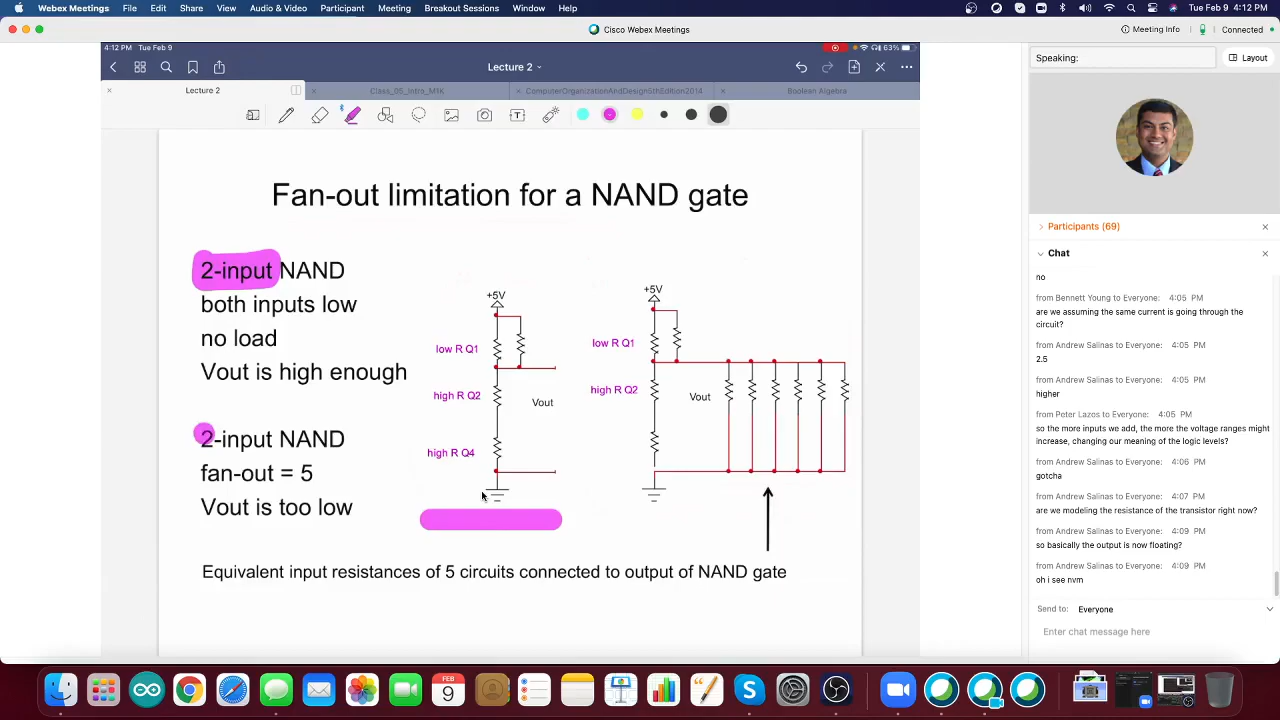 Webex Meetings File Edit Share View Audio & Video Participant Meeting Breakout Sessions Window Help
Tue Feb 9 4:12 PM
Cisco Webex Meetings
Meeting Info
Connected
4:12 PM Tue Feb 9
63%
Lecture 2
Lecture 2
Class_05_Intra_M1K
ComputerOrganizationAndDesign5thEdition2014
Boolean Algebra
Fan-out limitation for a NAND gate
2-input NAND
both inputs low
no load
Vout is high enough
2-input NAND
fan-out = 5
Vout is too low
+5V
low R Q1
high R Q2
Vout
high R Q4
+5V
low R Q1
high R Q2
Vout
Equivalent input resistances of 5 circuits connected to output of NAND gate
Speaking:
Layout
Participants (69)
Chat
no
from Bennett Young to Everyone: 4:05 PM
are we assuming the same current is going through the
circuit?
from Andrew Salinas to Everyone: 4:05 PM
2.5
from Andrew Salinas to Everyone: 4:05 PM
higher
from Peter Lazos to Everyone: 4:05 PM
so the more inputs we add, the more the voltage ranges might
increase, changing our meaning of the logic levels?
from Andrew Salinas to Everyone: 4:06 PM
gotcha
from Andrew Salinas to Everyone: 4:07 PM
are we modeling the resistance of the transistor right now?
from Andrew Salinas to Everyone: 4:09 PM
so basically the output is now floating?
from Andrew Salinas to Everyone: 4:09 PM
oh i see nvm
Send to: Everyone
Enter chat message here
FEB
9